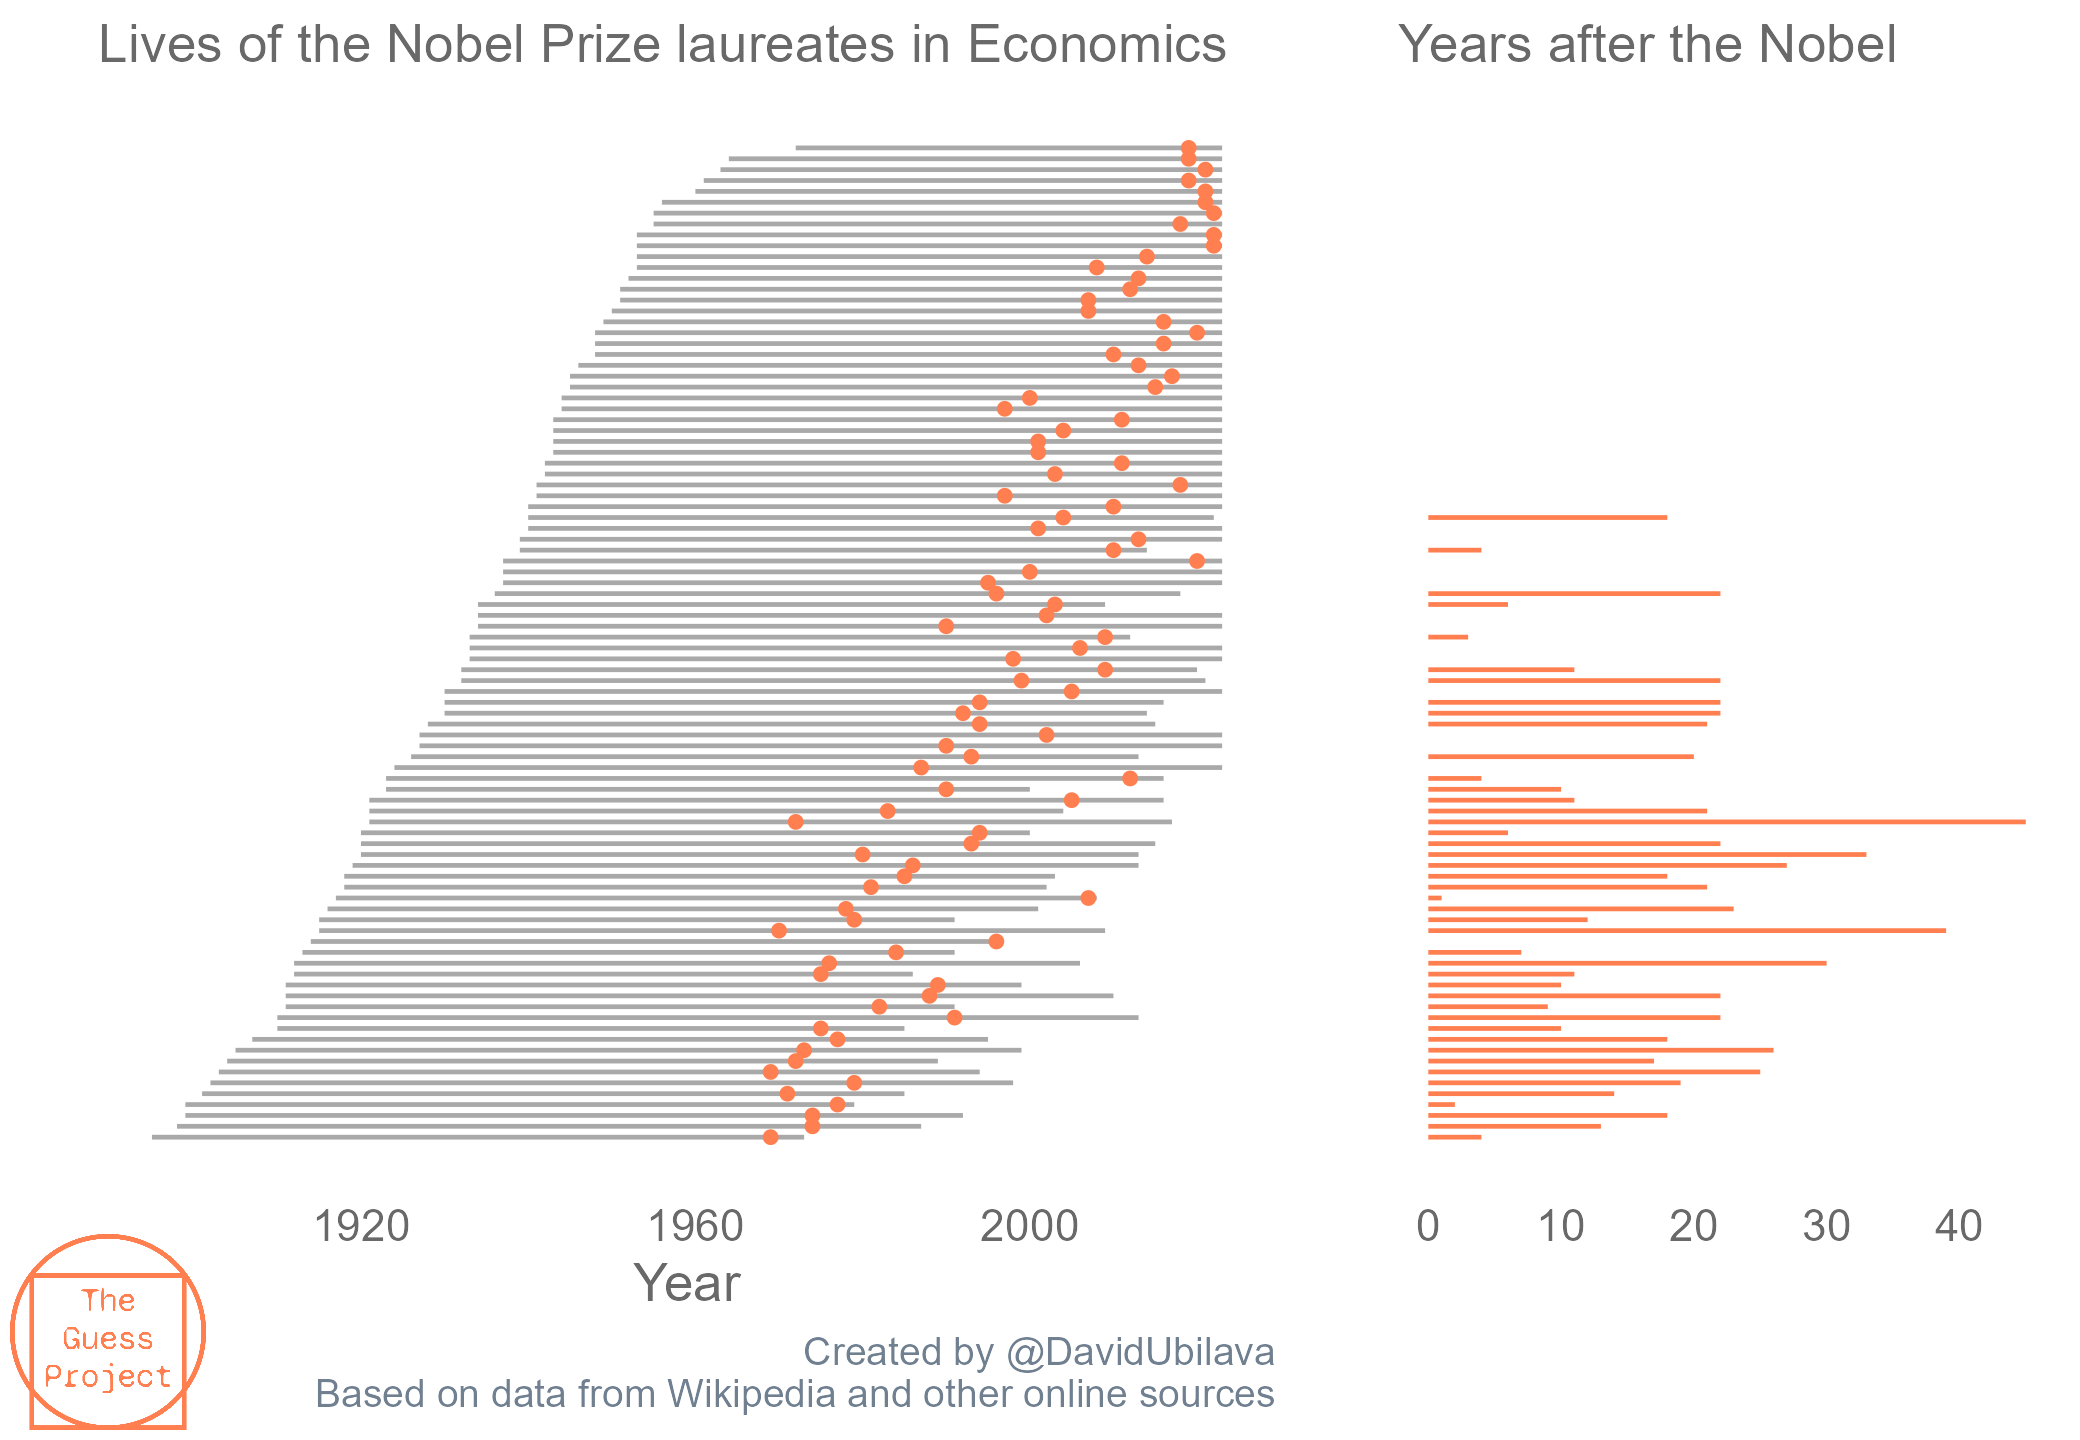 Lives of the Nobel Prize laureates in Economics
Years after the Nobel
1920 1960 2000
Year
0 10 20 30 40
The
Guess
Project
Created by @DavidUbilava
Based on data from Wikipedia and other online sources